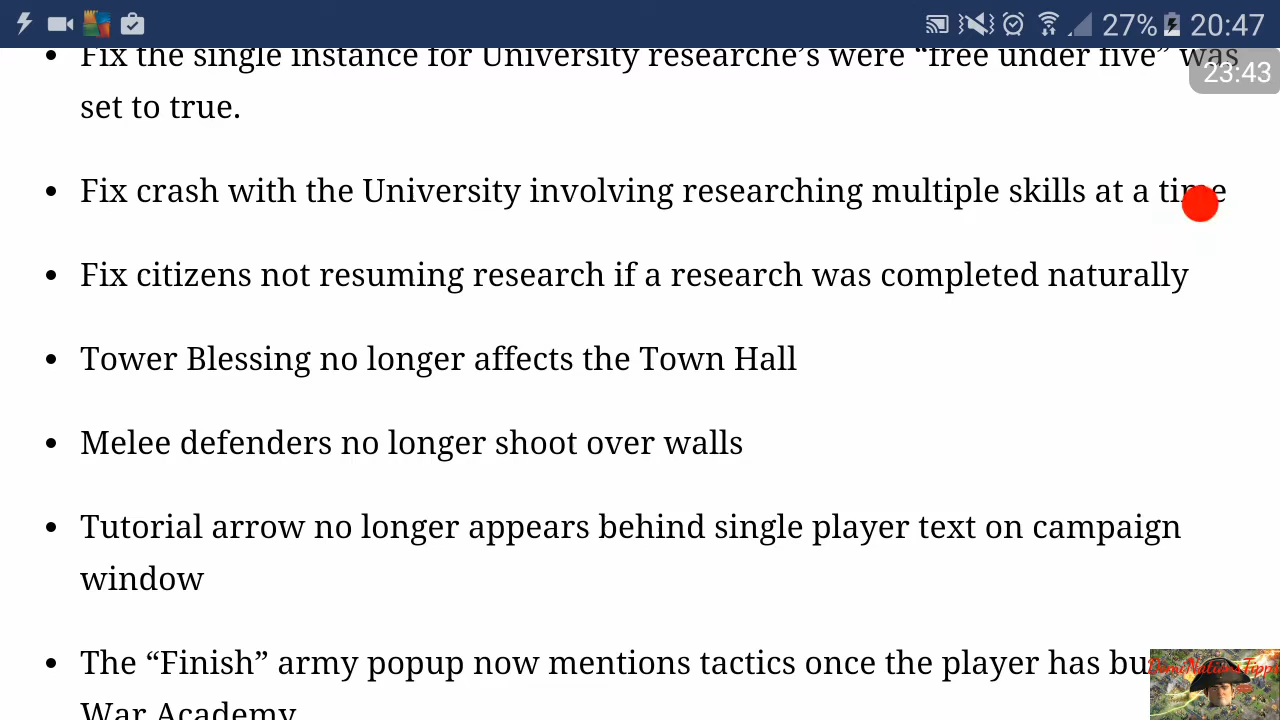 27% 20:47
• Fix the single instance for University researche’s were “free under five” was
23:43
set to true.
• Fix crash with the University involving researching multiple skills at a time
• Fix citizens not resuming research if a research was completed naturally
• Tower Blessing no longer affects the Town Hall
• Melee defenders no longer shoot over walls
• Tutorial arrow no longer appears behind single player text on campaign
window
• The “Finish” army popup now mentions tactics once the player has
DomiNationsTipps
War Academy